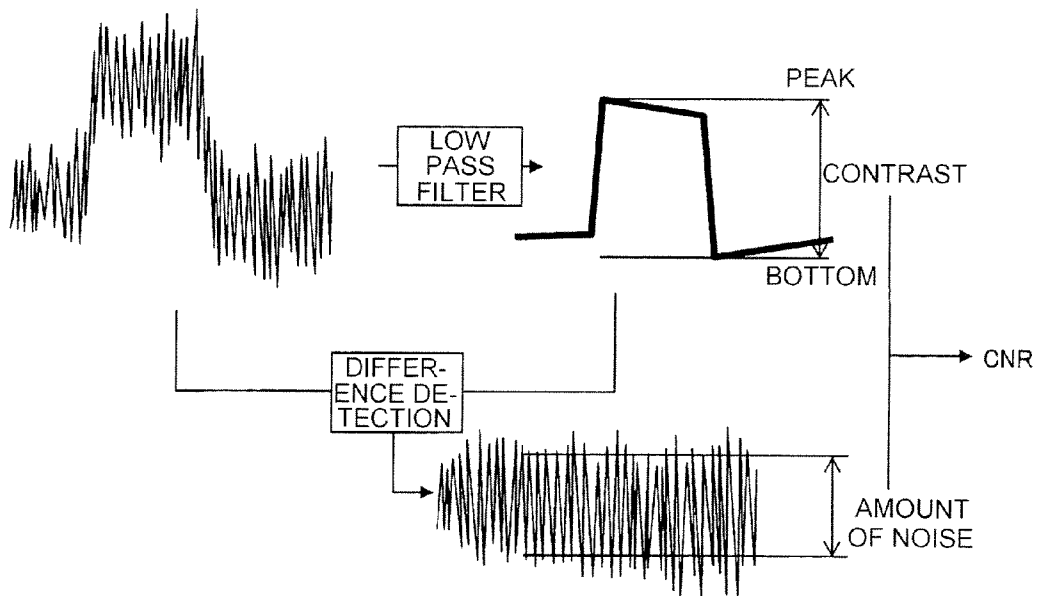 PEAK
LOW
PASS
FILTER
CONTRAST
BOTTOM
DIFFER-
ENCE DE-
TECTION
CNR
AMOUNT
OF NOISE